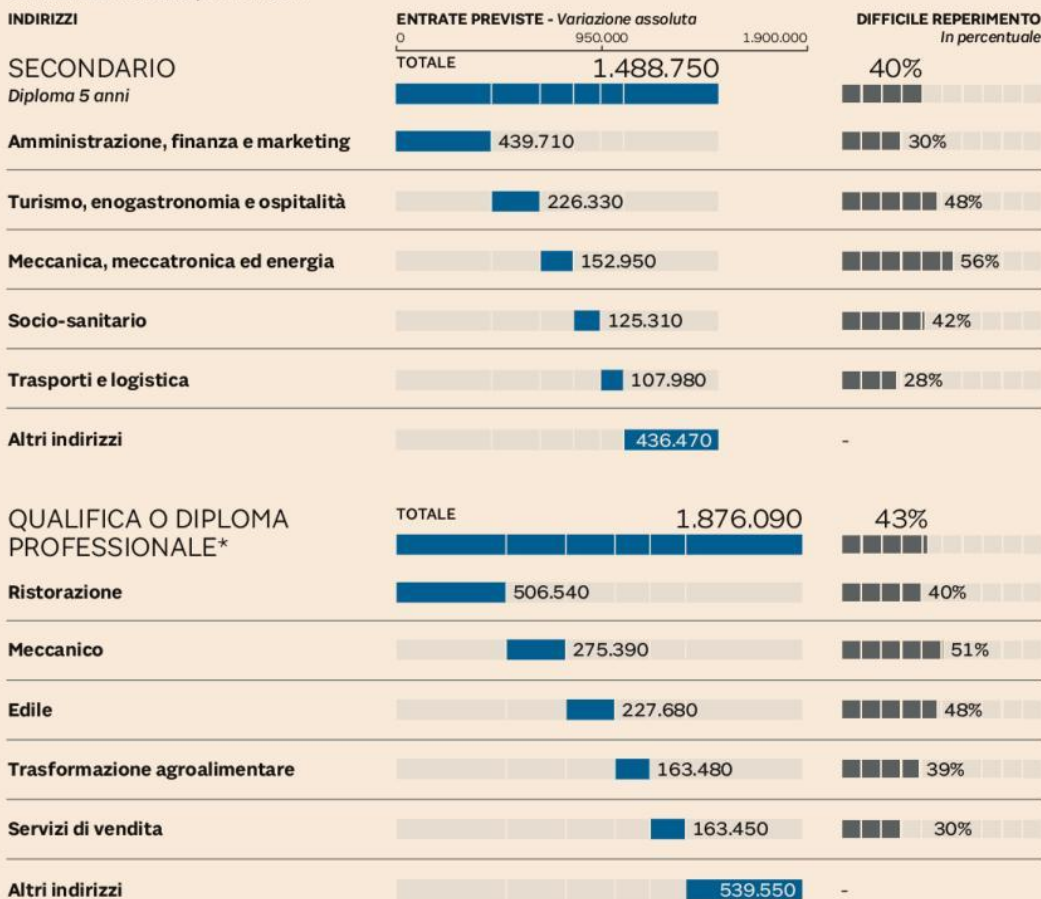 INDIRIZZI
ENTRATE PREVISTE - Variazione assoluta
DIFFICILE REPERIMENTO
In percentuale
0 950.000 1.900.000
SECONDARIO
Diploma 5 anni
TOTALE 1.488.750 40%
Amministrazione, finanza e marketing 439.710 30%
Turismo, enogastronomia e ospitalità 226.330 48%
Meccanica, meccatronica ed energia 152.950 56%
Socio-sanitario 125.310 42%
Trasporti e logistica 107.980 28%
Altri indirizzi 436.470 -
QUALIFICA O DIPLOMA
PROFESSIONALE*
TOTALE 1.876.090 43%
Ristorazione 506.540 40%
Meccanico 275.390 51%
Edile 227.680 48%
Trasformazione agroalimentare 163.480 39%
Servizi di vendita 163.450 30%
Altri indirizzi 539.550 -